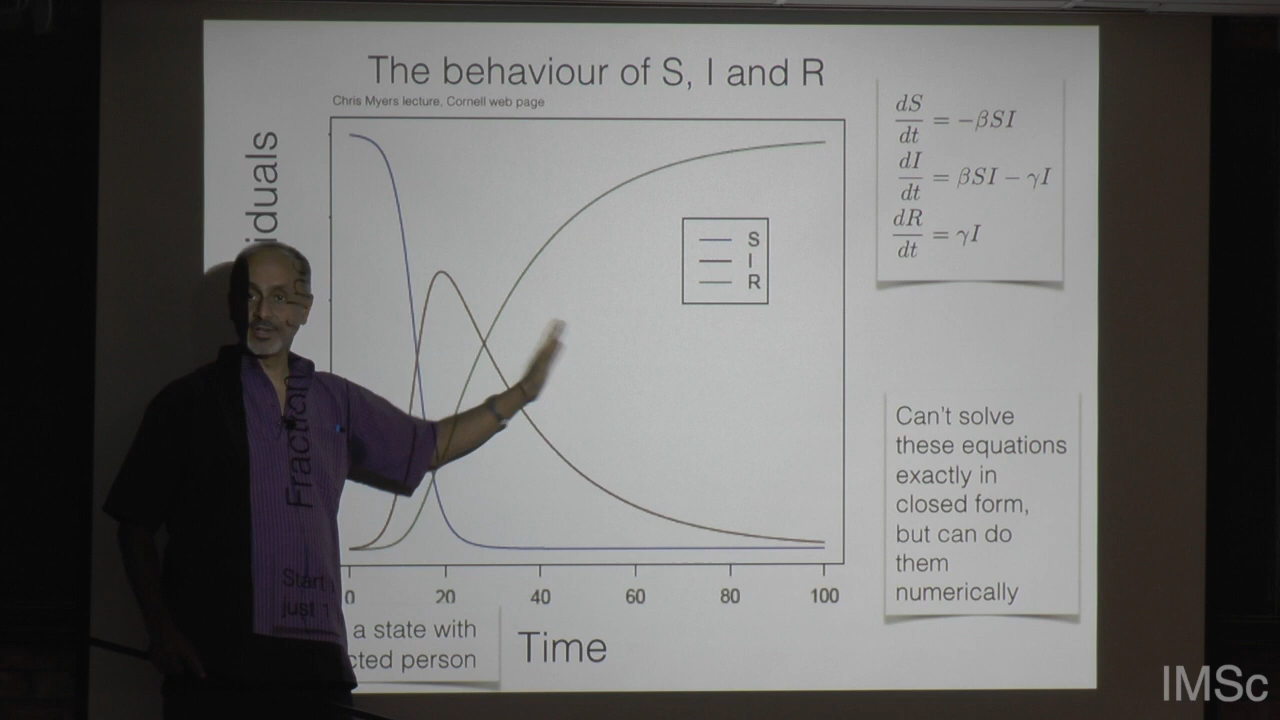 The behaviour of S, I and R
Chris Myers lecture, Cornell web page
Fraction
iduals
S
I
R
0 20 40 60 80 100
Time
Start
just 1
a state with
cted person
dS/dt = −βSI
dI/dt = βSI − γI
dR/dt = γI
Can't solve
these equations
exactly in
closed form,
but can do
them
numerically
IMSc